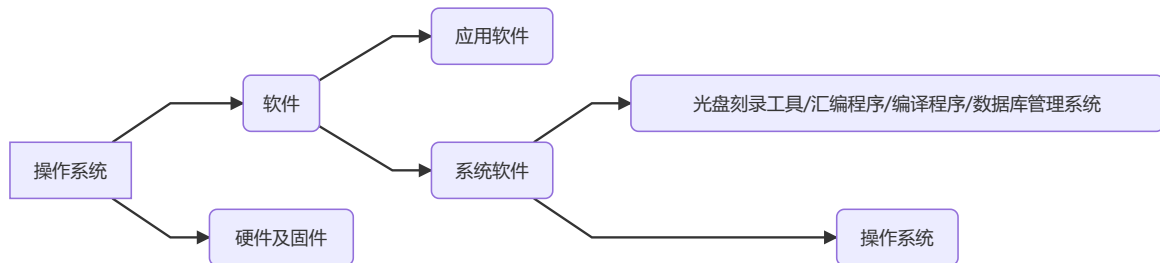 应用软件
软件
光盘刻录工具/汇编程序/编译程序/数据库管理系统
操作系统
系统软件
硬件及固件
操作系统